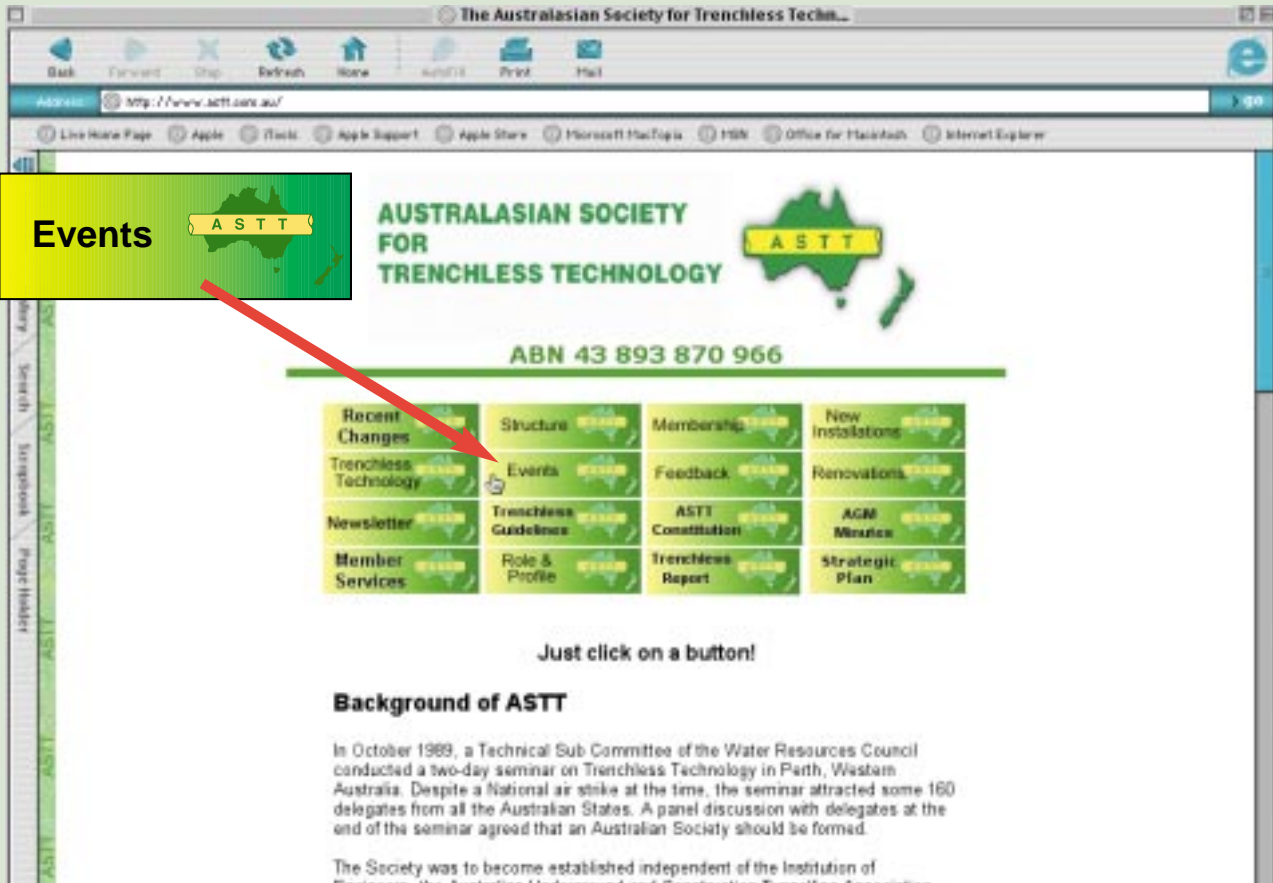 The Australasian Society for Trenchless Techn...
Back Forward Stop Refresh Home AutoFill Print Mail
Address http://www.astt.com.au/ go
Live Home Page Apple iTools Apple Support Apple Store Microsoft MacTopia MSN Office for Macintosh Internet Explorer
Events
A S T T
AUSTRALASIAN SOCIETY
FOR
TRENCHLESS TECHNOLOGY
A S T T
ABN 43 893 870 966
Search
Scrapbook
Page Holder
ASTT
ASTT
ASTT
ASTT
ASTT
Recent Changes
Structure
Membership
New Installations
Trenchless Technology
Events
Feedback
Renovations
Newsletter
Trenchless Guidelines
ASTT Constitution
AGM Minutes
Member Services
Role & Profile
Trenchless Report
Strategic Plan
Just click on a button!
Background of ASTT
In October 1989, a Technical Sub Committee of the Water Resources Council
conducted a two-day seminar on Trenchless Technology in Perth, Western
Australia. Despite a National air strike at the time, the seminar attracted some 160
delegates from all the Australian States. A panel discussion with delegates at the
end of the seminar agreed that an Australian Society should be formed.
The Society was to become established independent of the Institution of